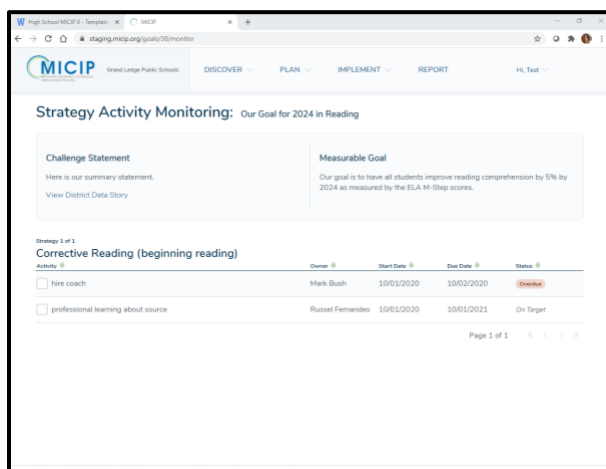 High School MICIP X - Template
MICIP
staging.micip.org/goals/38/monitor
MICIP
Grand Ledge Public Schools
DISCOVER
PLAN
IMPLEMENT
REPORT
Hi, Test
Strategy Activity Monitoring: Our Goal for 2024 in Reading
Challenge Statement
Here is our summary statement.
View District Data Story
Measurable Goal
Our goal is to have all students improve reading comprehension by 5% by
2024 as measured by the ELA M-Step scores.
Strategy 1 of 1
Corrective Reading (beginning reading)
Activity Owner Start Date Due Date Status
hire coach Mark Bush 10/01/2020 10/02/2020 Overdue
professional learning about source Russel Fernandes 10/01/2020 10/01/2021 On Target
Page 1 of 1